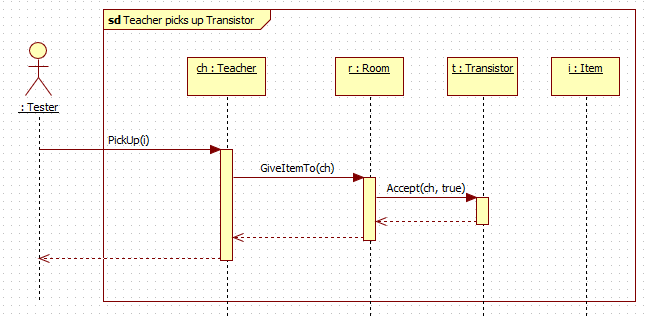 sd Teacher picks up Transistor
: Tester
ch : Teacher
r : Room
t : Transistor
i : Item
PickUp(i)
GiveItemTo(ch)
Accept(ch, true)